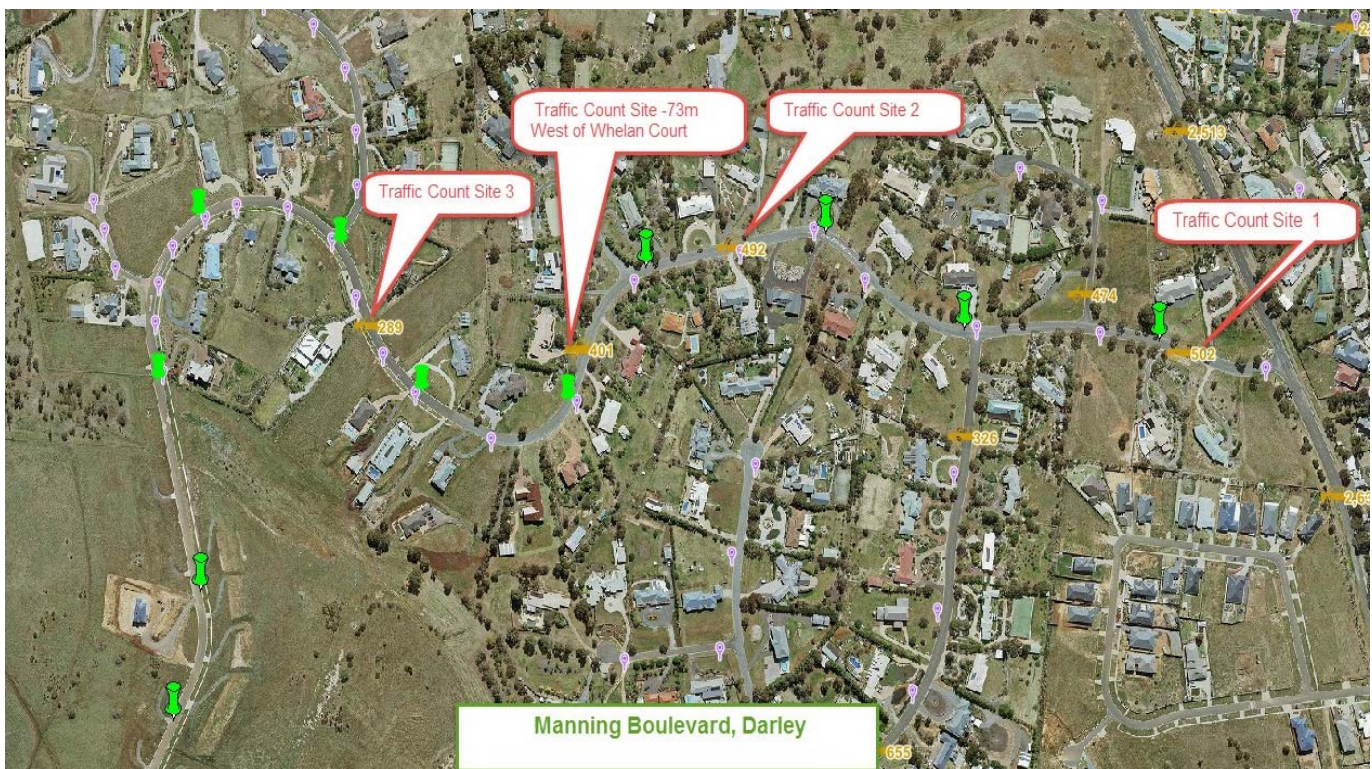 Traffic Count Site -73m
West of Whelan Court
Traffic Count Site 2
2,513
Traffic Count Site 3
Traffic Count Site 1
492
474
289
401
502
326
Manning Boulevard, Darley
655